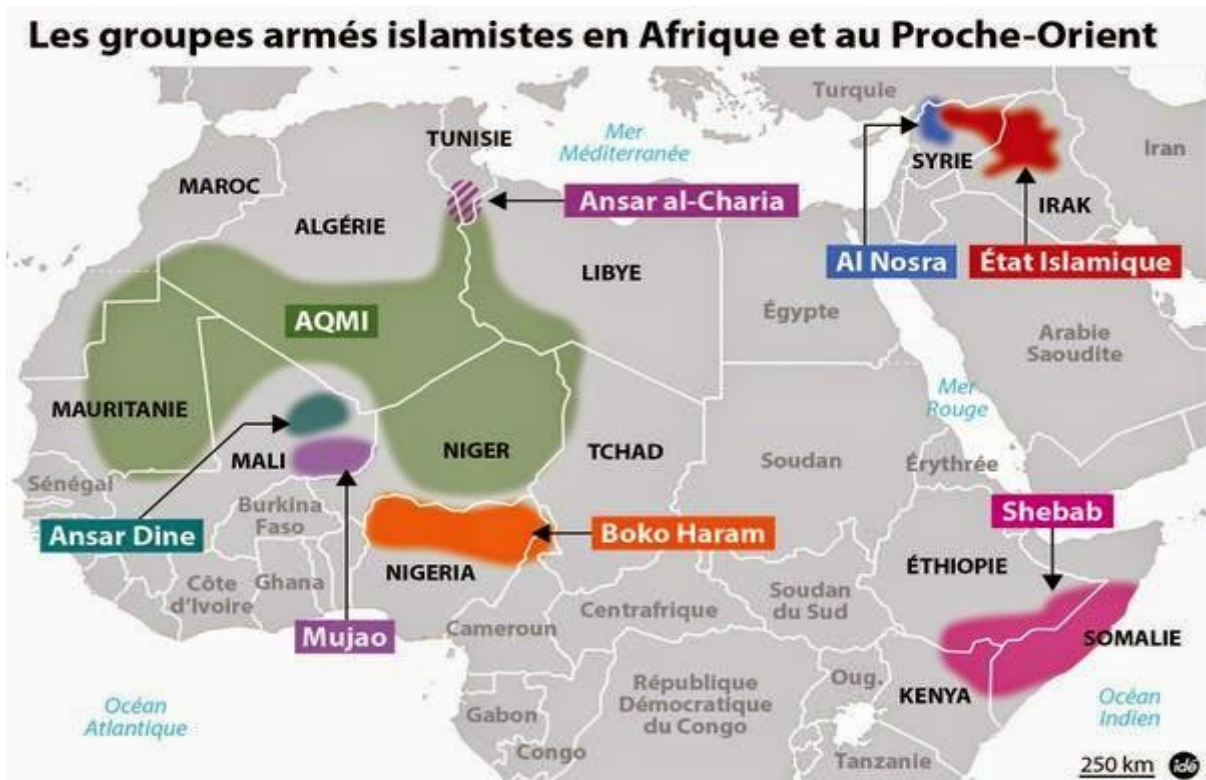 Les groupes armés islamistes en Afrique et au Proche-Orient
Turquie
TUNISIE
Mer
Méditerranée
SYRIE
Iran
MAROC
Ansar al-Charia
ALGÉRIE
IRAK
Al Nosra
État Islamique
LIBYE
Égypte
AQMI
Arabie
Saoudite
Mer
Rouge
MAURITANIE
NIGER
TCHAD
MALI
Soudan
Érythrée
Sénégal
Burkina
Faso
Shebab
Ansar Dine
Boko Haram
NIGERIA
ÉTHIOPIE
Côte
d'Ivoire
Ghana
Centrafrique
Soudan
du Sud
Mujao
Cameroun
SOMALIE
Océan
Atlantique
Gabon
Congo
République
Démocratique
du Congo
Oug.
KENYA
Océan
Indien
Tanzanie
250 km
idé